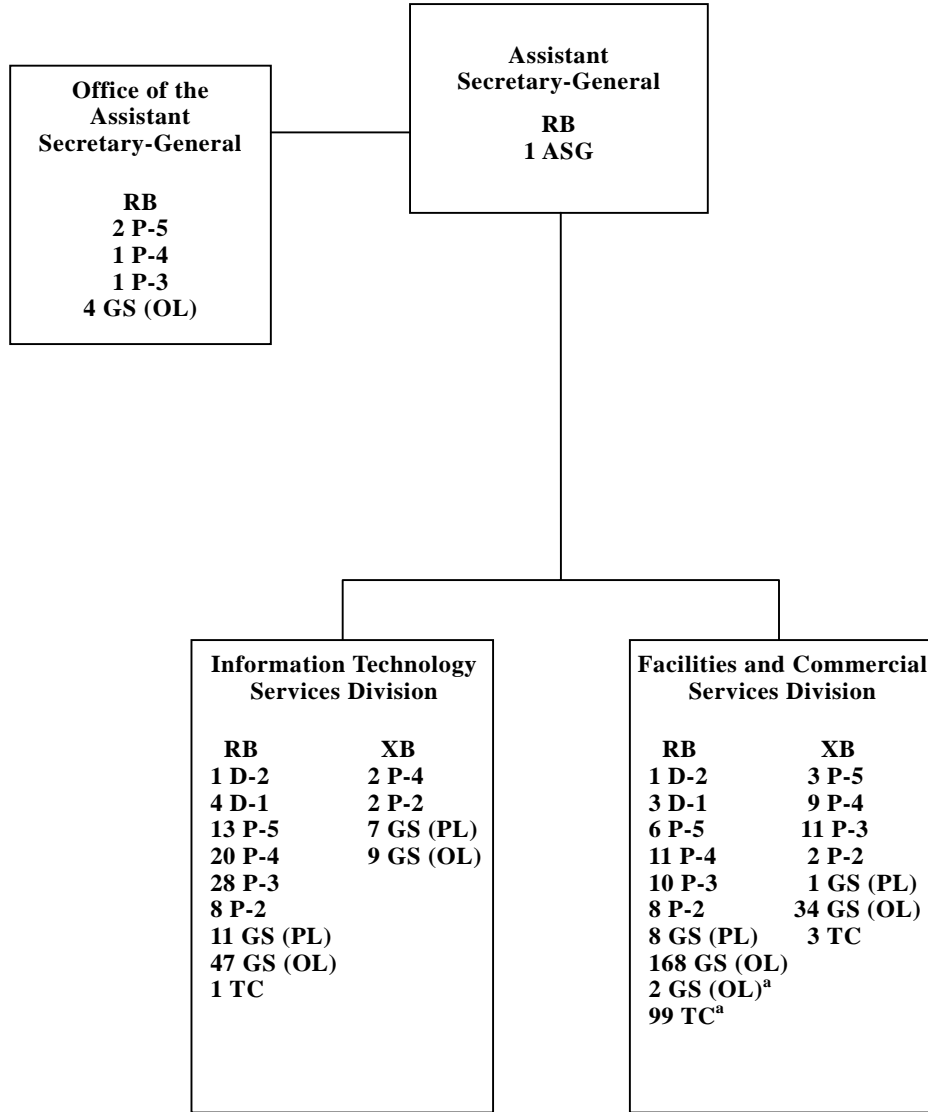 Assistant
Secretary-General
RB
1 ASG
Office of the
Assistant
Secretary-General
RB
2 P-5
1 P-4
1 P-3
4 GS (OL)
Information Technology
Services Division
RB
1 D-2
4 D-1
13 P-5
20 P-4
28 P-3
8 P-2
11 GS (PL)
47 GS (OL)
1 TC
XB
2 P-4
2 P-2
7 GS (PL)
9 GS (OL)
Facilities and Commercial
Services Division
RB
1 D-2
3 D-1
6 P-5
11 P-4
10 P-3
8 P-2
8 GS (PL)
168 GS (OL)
2 GS (OL)ᵃ
99 TCᵃ
XB
3 P-5
9 P-4
11 P-3
2 P-2
1 GS (PL)
34 GS (OL)
3 TC